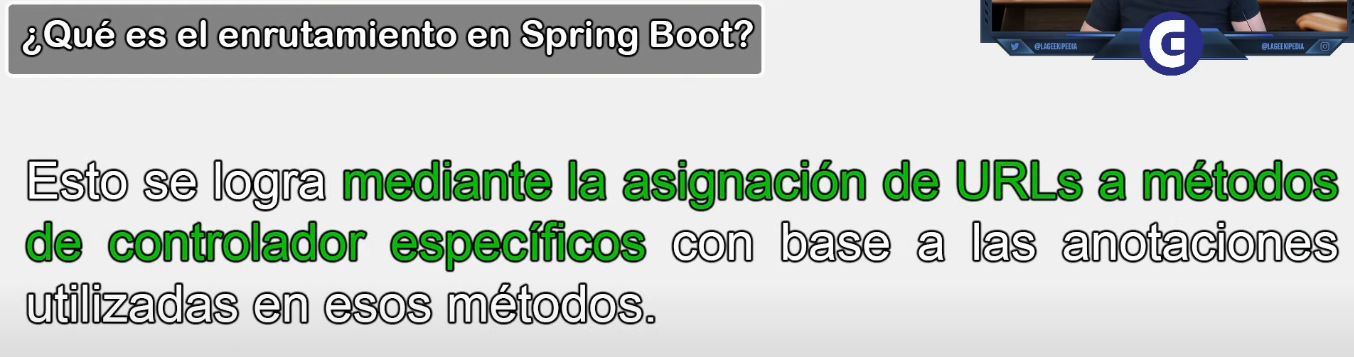 ¿Qué es el enrutamiento en Spring Boot?
@LAGEEKIPEDIA
G
@LAGEEKIPEDIA
Esto se logra mediante la asignación de URLs a métodos
de controlador específicos con base a las anotaciones
utilizadas en esos métodos.